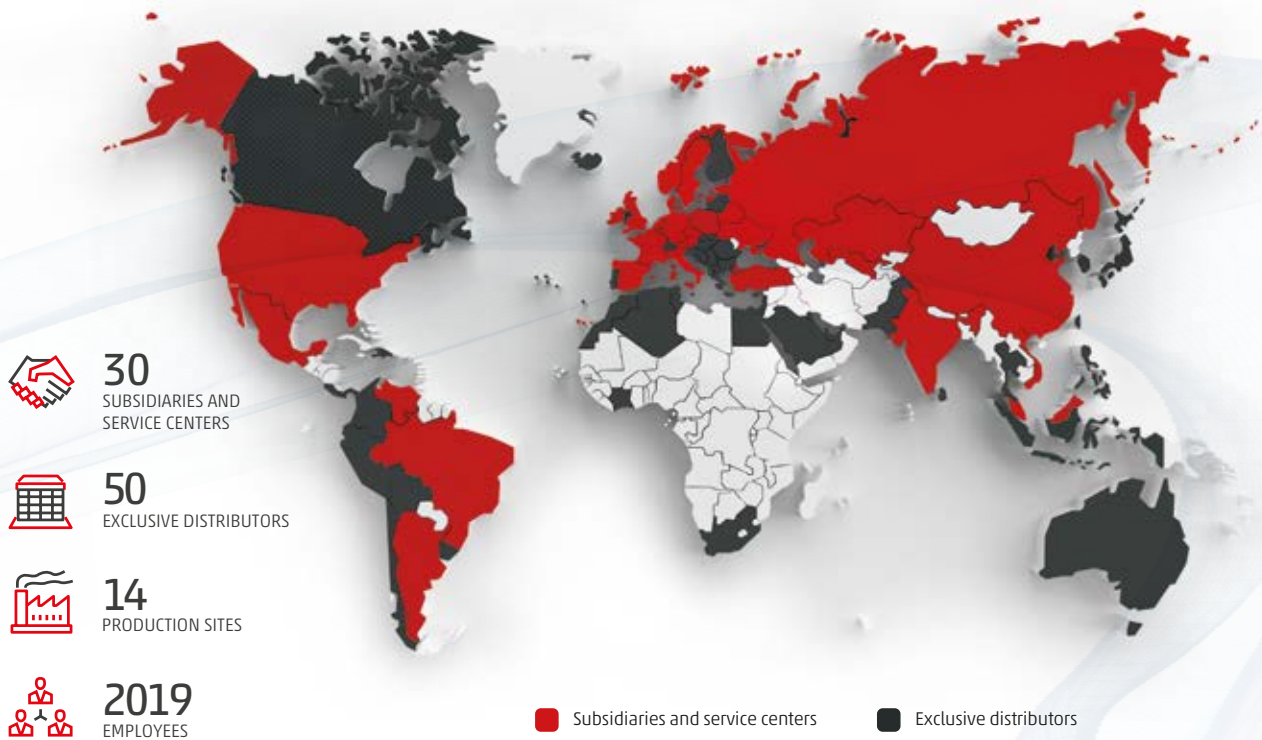 30
SUBSIDIARIES AND
SERVICE CENTERS
50
EXCLUSIVE DISTRIBUTORS
14
PRODUCTION SITES
2019
EMPLOYEES
Subsidiaries and service centers
Exclusive distributors